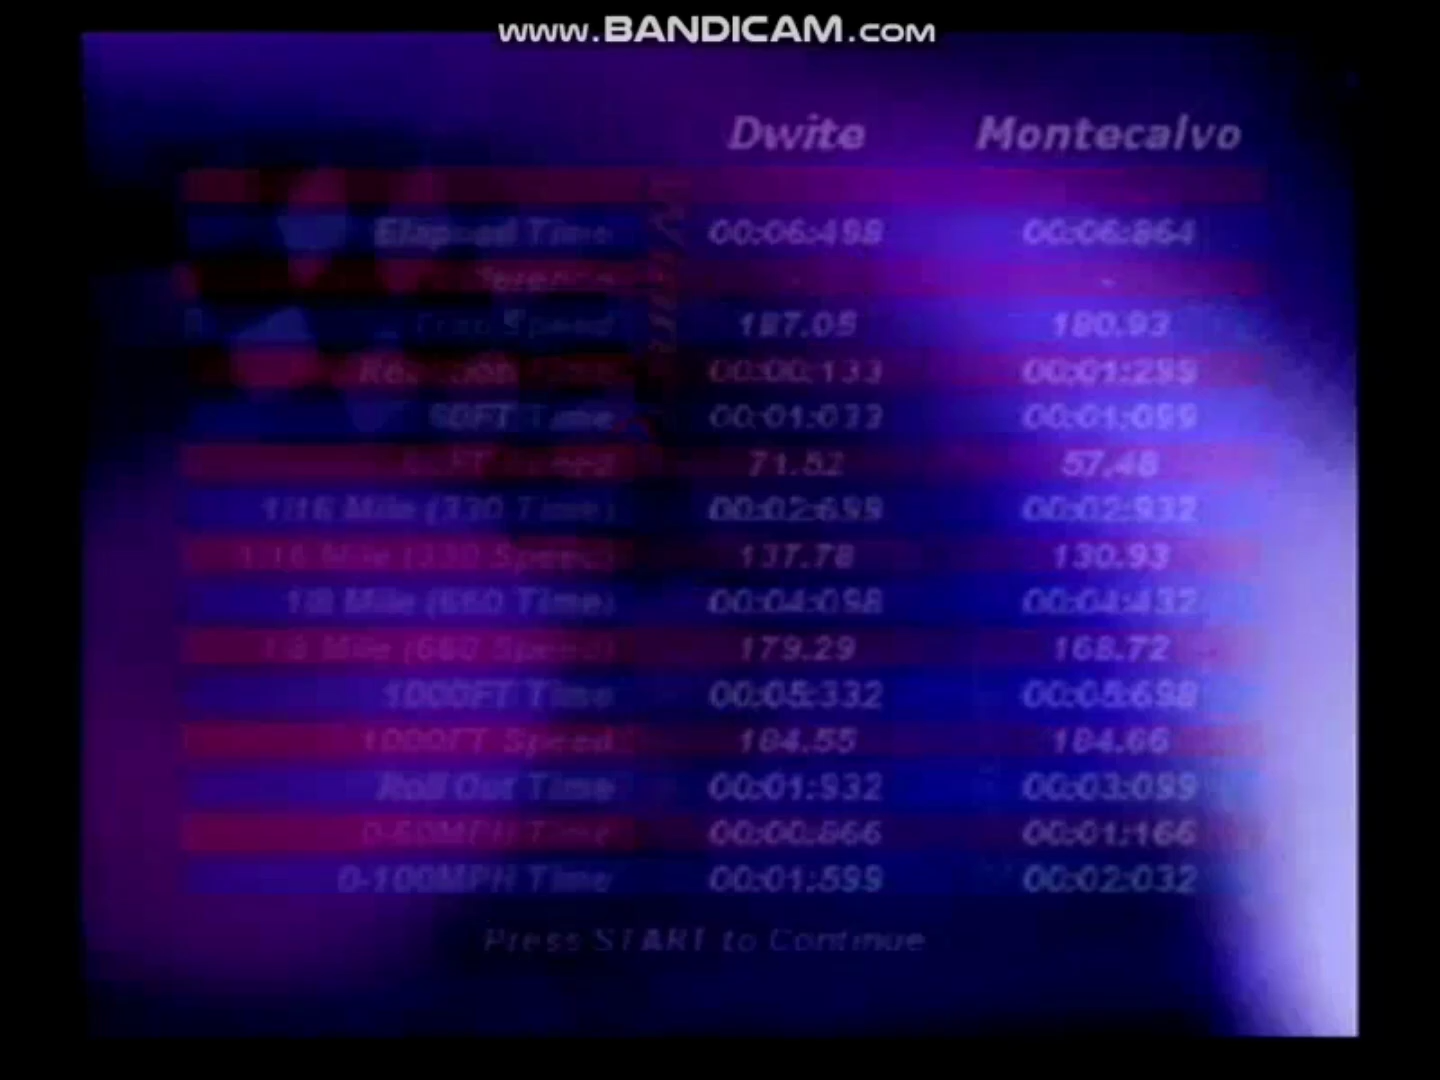 www.BANDICAM.com
Dwite Montecalvo
Elapsed Time 00:06:498 00:06:864
- -
Trap Speed 187.05 180.93
Reaction Time 00:00:133 00:01:299
60FT Time 00:01:033 00:01:099
60FT Speed 71.52 57.48
1/16 Mile (330 Time) 00:02:699 00:02:932
1/16 Mile (330 Speed) 137.78 130.93
1/8 Mile (660 Time) 00:04:098 00:04:432
1/8 Mile (660 Speed) 179.29 168.72
1000FT Time 00:05:332 00:05:698
1000FT Speed 184.55 184.66
Roll Out Time 00:01:932 00:03:099
0-60MPH Time 00:00:866 00:01:166
0-100MPH Time 00:01:599 00:02:032
Press START to Continue